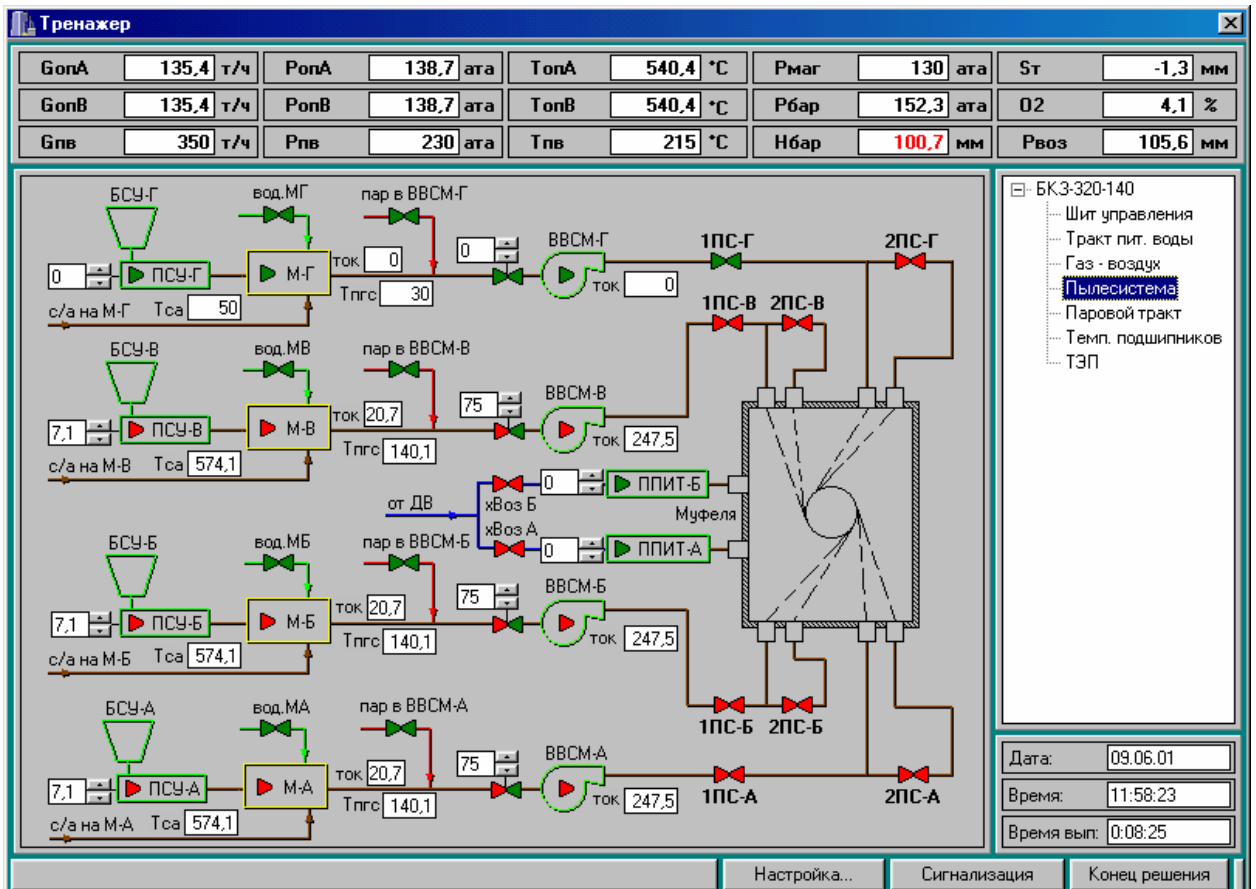 Тренажер
GопА 135,4 т/ч PопА 138,7 ата TопА 540,4 °C Pмаг 130 ата Sт -1,3 мм
GопВ 135,4 т/ч PопВ 138,7 ата TопВ 540,4 °C Pбар 152,3 ата O2 4,1 %
Gпв 350 т/ч Pпв 230 ата Tпв 215 °C Hбар 100,7 мм Pвоз 105,6 мм
БСУ-Г вод.МГ пар в ВВСМ-Г
0 ВВСМ-Г 1ПС-Г 2ПС-Г
0 ПСУ-Г М-Г ток 0
ток 0
Тпгс 30
с/а на М-Г Tса 50
1ПС-В 2ПС-В
БСУ-В вод.МВ пар в ВВСМ-В
75 ВВСМ-В
7,1 ПСУ-В М-В ток 20,7
ток 247,5
Тпгс 140,1
с/а на М-В Tса 574,1
от ДВ хВоз Б 0 ППИТ-Б
Муфеля
хВоз А 0 ППИТ-А
БСУ-Б вод.МБ пар в ВВСМ-Б
75 ВВСМ-Б
7,1 ПСУ-Б М-Б ток 20,7
ток 247,5
Тпгс 140,1
с/а на М-Б Tса 574,1
1ПС-Б 2ПС-Б
БСУ-А вод.МА пар в ВВСМ-А
75 ВВСМ-А
7,1 ПСУ-А М-А ток 20,7
ток 247,5
1ПС-А 2ПС-А
Тпгс 140,1
с/а на М-А Tса 574,1
БКЗ-320-140
Шит управления
Тракт пит. воды
Газ - воздух
Пылесистема
Паровой тракт
Темп. подшипников
ТЭП
Дата: 09.06.01
Время: 11:58:23
Время вып: 0:08:25
Настройка... Сигнализация Конец решения